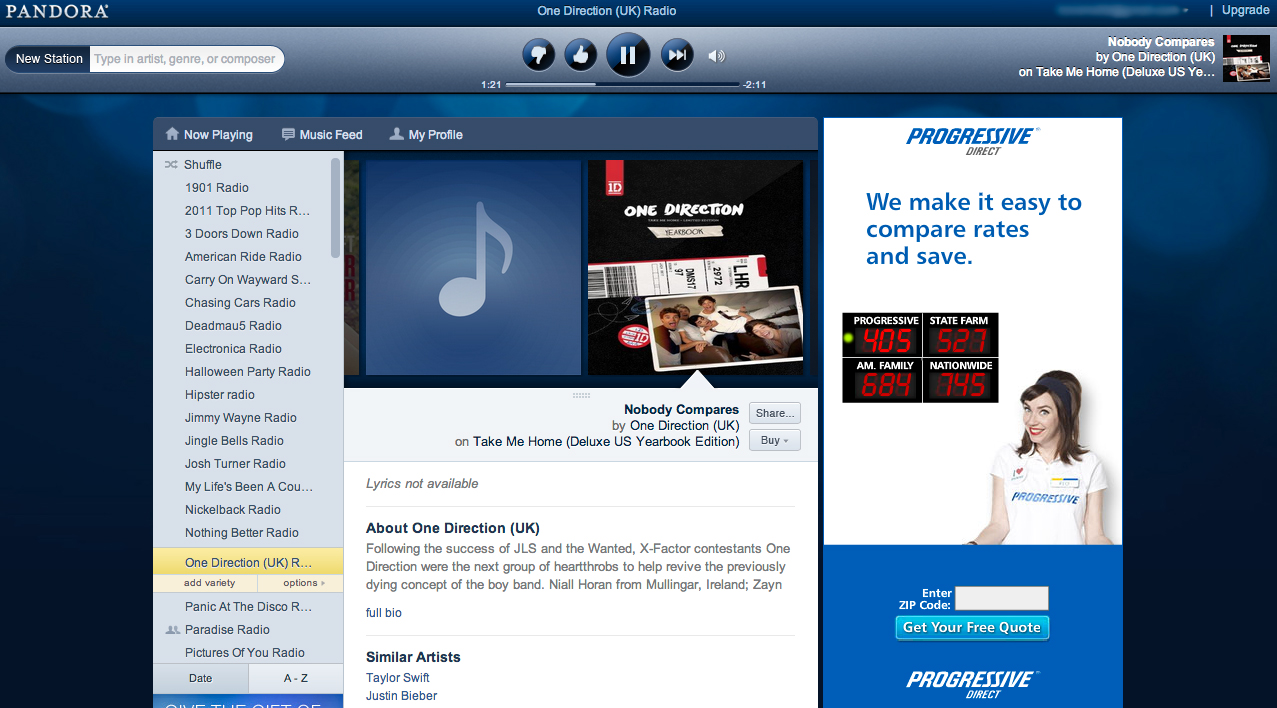 PANDORA
One Direction (UK) Radio
Upgrade
New Station
Type in artist, genre, or composer
1:21
-2:11
Nobody Compares
by One Direction (UK)
on Take Me Home (Deluxe US Ye...
Now Playing
Music Feed
My Profile
Shuffle
1901 Radio
2011 Top Pop Hits R...
3 Doors Down Radio
American Ride Radio
Carry On Wayward S...
Chasing Cars Radio
Deadmau5 Radio
Electronica Radio
Halloween Party Radio
Hipster radio
Jimmy Wayne Radio
Jingle Bells Radio
Josh Turner Radio
My Life's Been A Cou...
Nickelback Radio
Nothing Better Radio
One Direction (UK) R...
add variety
options
Panic At The Disco R...
Paradise Radio
Pictures Of You Radio
Date
A - Z
GIVE THE GIFT OF
1D
ONE DIRECTION
YEARBOOK
LHR
2972
DMS17
97
Nobody Compares
by One Direction (UK)
on Take Me Home (Deluxe US Yearbook Edition)
Share...
Buy
Lyrics not available
About One Direction (UK)
Following the success of JLS and the Wanted, X-Factor contestants One
Direction were the next group of heartthrobs to help revive the previously
dying concept of the boy band. Niall Horan from Mullingar, Ireland; Zayn
full bio
Similar Artists
Taylor Swift
Justin Bieber
PROGRESSIVE
DIRECT
We make it easy to
compare rates
and save.
PROGRESSIVE
405
STATE FARM
527
AM. FAMILY
684
NATIONWIDE
745
PROGRESSIVE
Enter
ZIP Code:
Get Your Free Quote
PROGRESSIVE
DIRECT